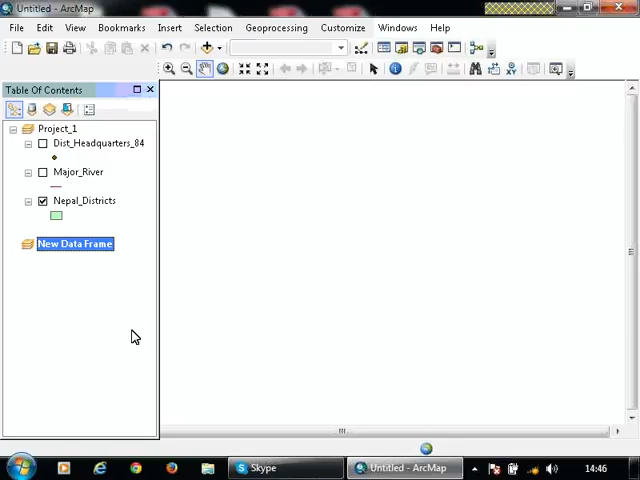 Untitled - ArcMap
File Edit View Bookmarks Insert Selection Geoprocessing Customize Windows Help
Table Of Contents
Project_1
Dist_Headquarters_84
Major_River
Nepal_Districts
New Data Frame
Skype
Untitled - ArcMap
14:46